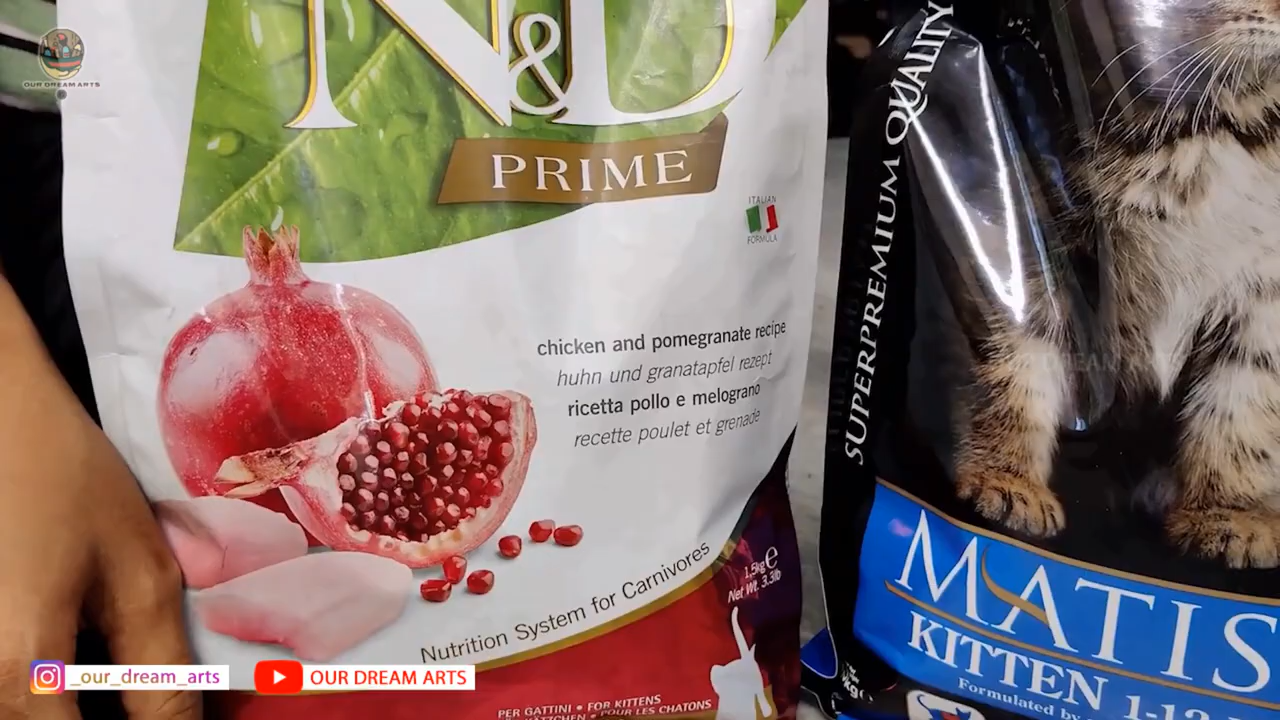 OUR DREAM ARTS
N&D
PRIME
ITALIAN
FORMULA
chicken and pomegranate recipe
huhn und granatapfel rezept
ricetta pollo e melograno
recette poulet et grenade
Nutrition System for Carnivores
1,5kg e
Net Wt. 3.3lb
PER GATTINI • FOR KITTENS
KÄTZCHEN • POUR LES CHATONS
SUPERPREMIUM QUALITY
MATIS
KITTEN 1-12
Formulated by
_our_dream_arts
OUR DREAM ARTS